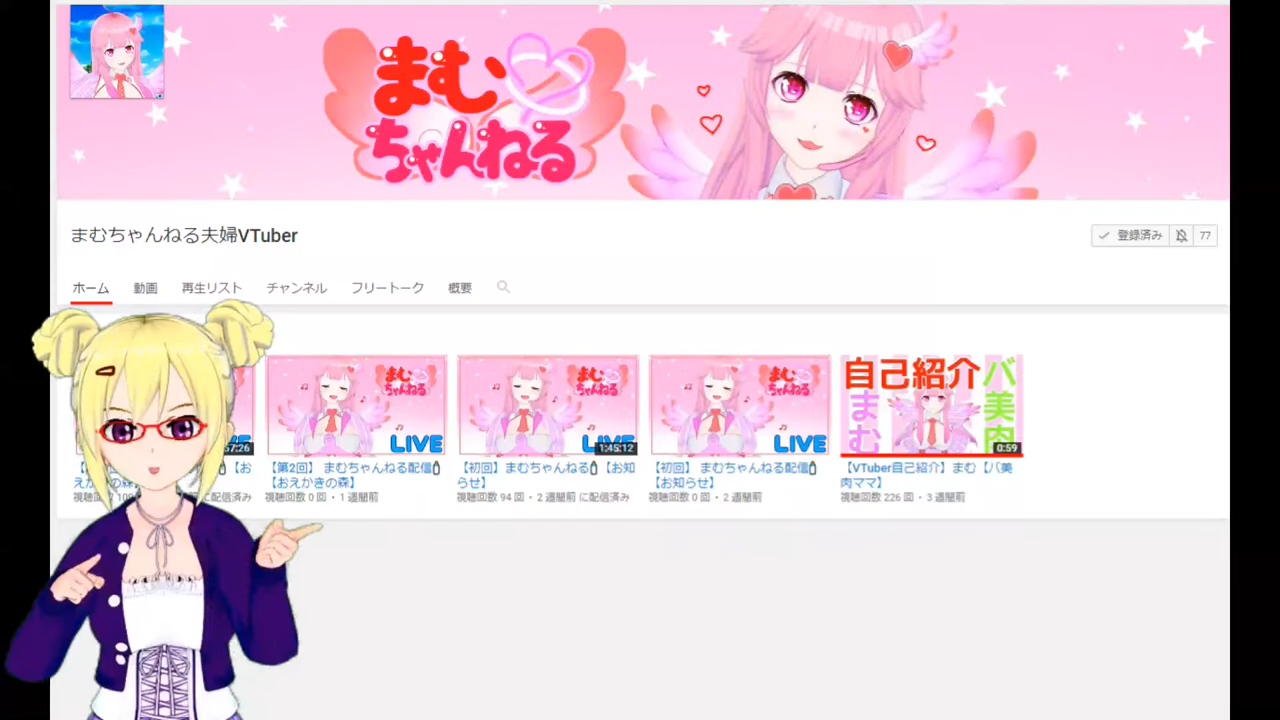 まむ
ちゃんねる
まむちゃんねる夫婦VTuber
登録済み 77
ホーム 動画 再生リスト チャンネル フリートーク 概要
57:26
まむ
ちゃんねる
LIVE
まむ
ちゃんねる
LIVE
1:45:12
まむ
ちゃんねる
LIVE
自己紹介
まむ
バ美肉
0:59
【お
【第2回】 まむちゃんねる配信🍼
【おえかきの森】
視聴回数 0 回・1 週間前
【初回】まむちゃんねる🍼【お知
らせ】
視聴回数 94 回・2 週間前 に配信済み
【初回】 まむちゃんねる配信🍼
【お知らせ】
視聴回数 0 回・2 週間前
【VTuber自己紹介】まむ【バ美
肉ママ】
視聴回数 226 回・3 週間前
に配信済み